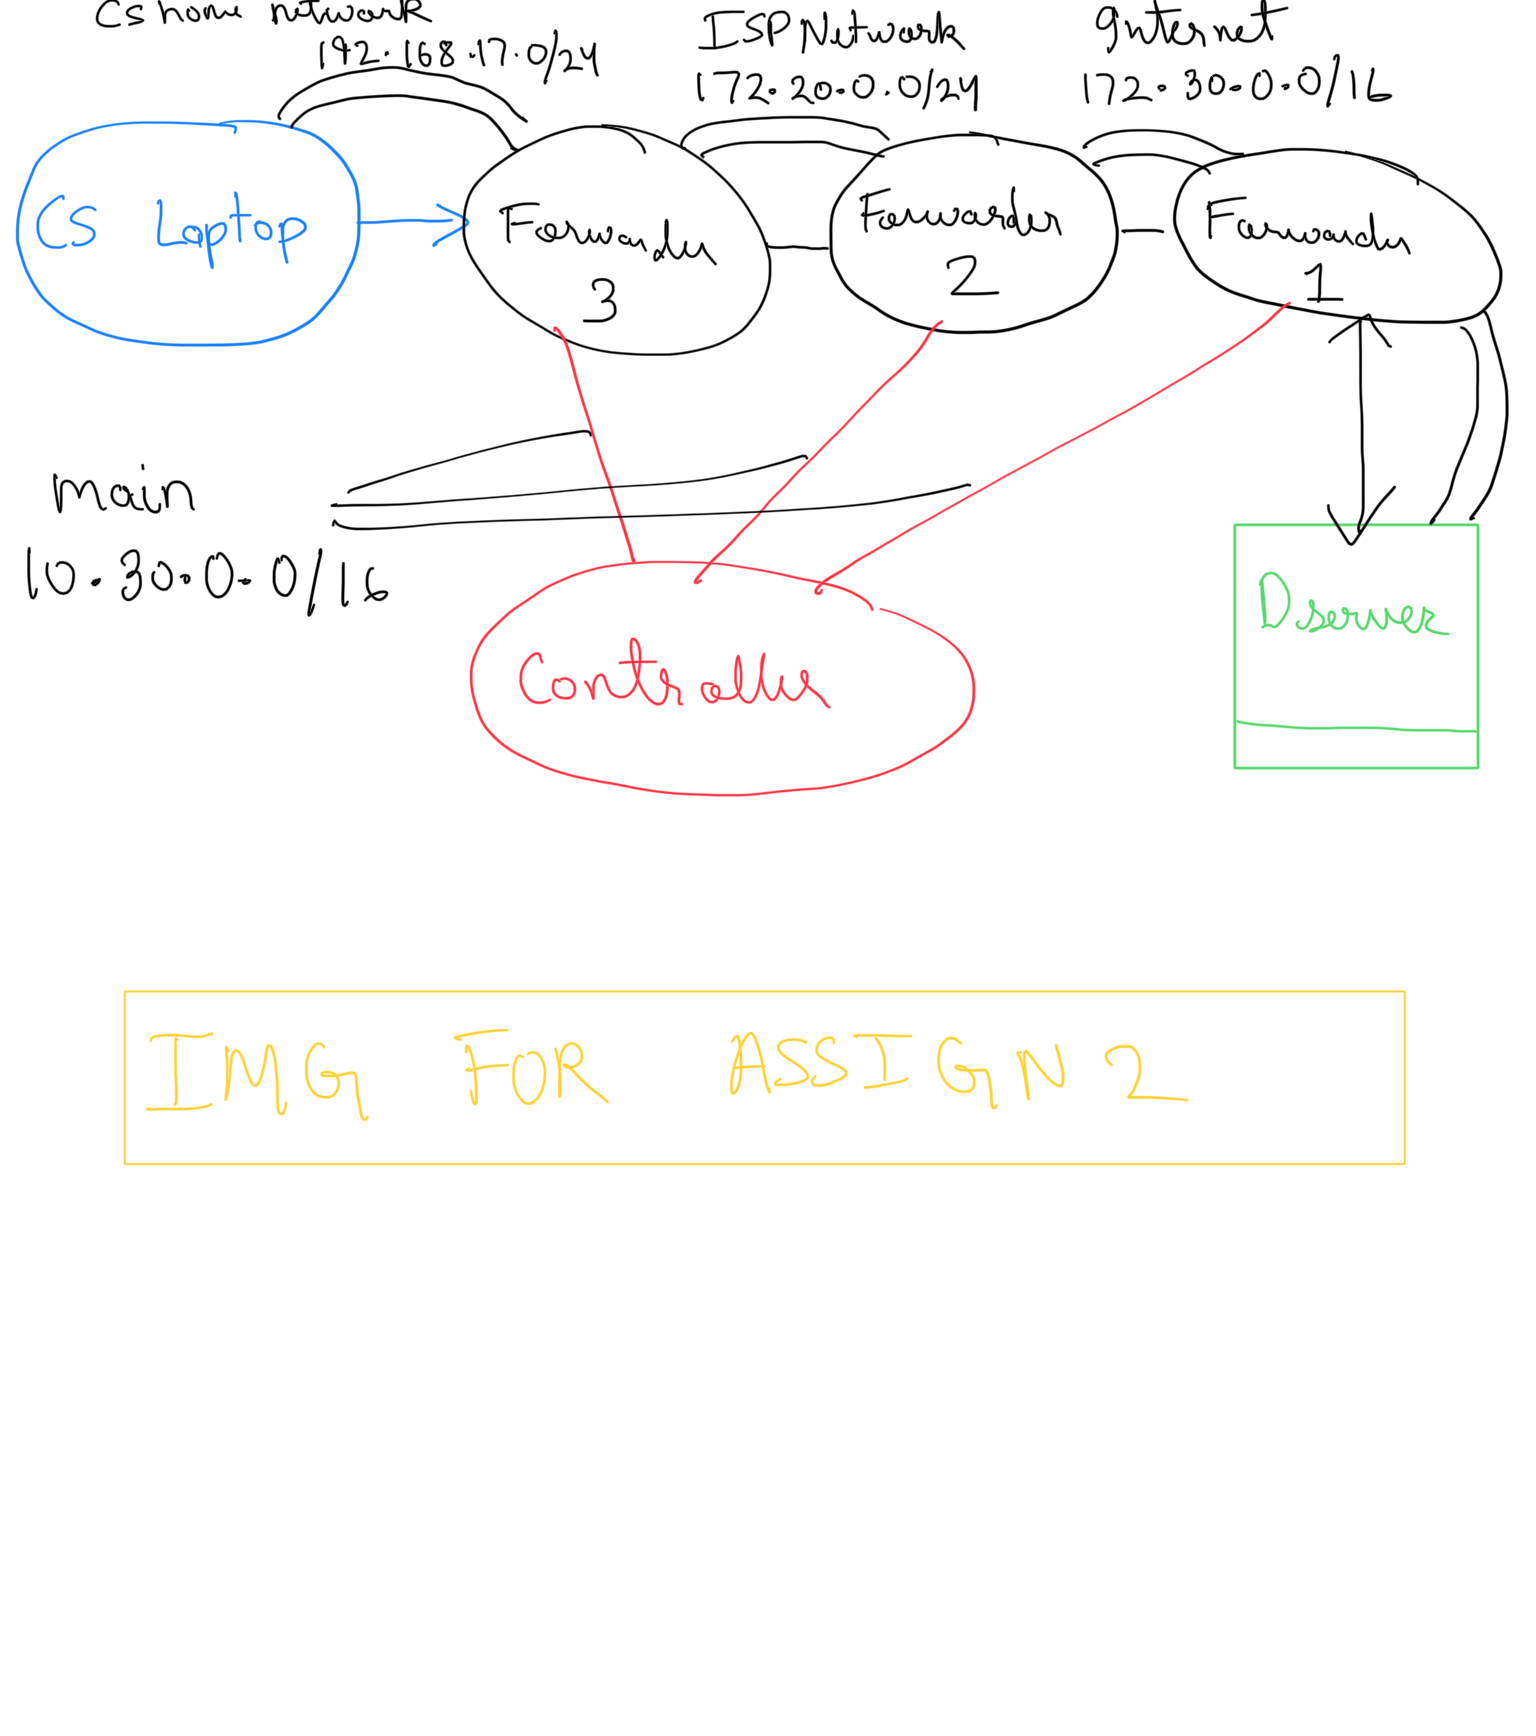 Cs home network
192.168.17.0/24
ISP Network
172.20.0.0/24
Internet
172.30.0.0/16
CS Laptop
Forwarder
3
Forwarder
2
Forwarder
1
main
10.30.0.0/16
Controller
D server
IMG FOR ASSIGN 2